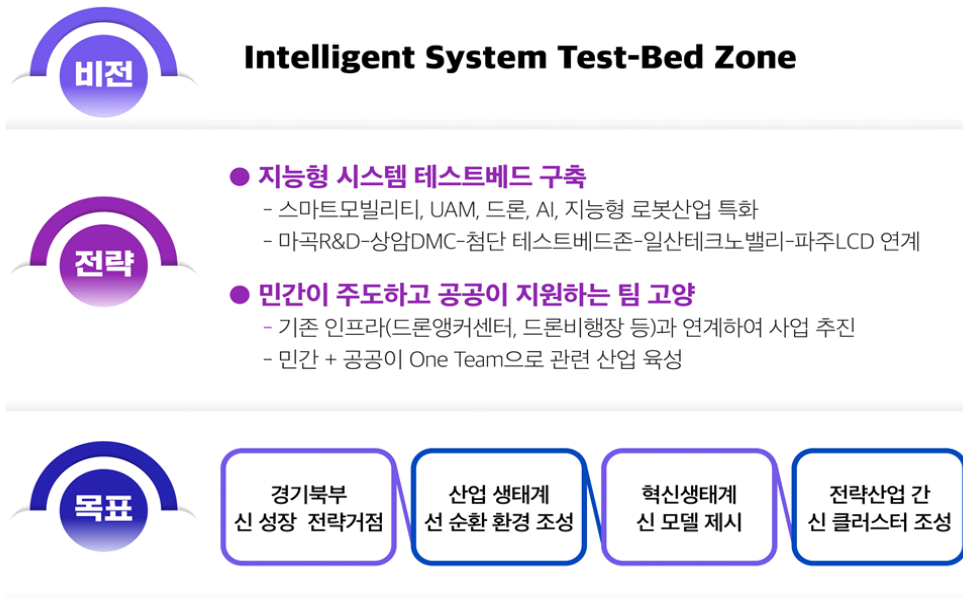 비전
Intelligent System Test-Bed Zone
전략
● 지능형 시스템 테스트베드 구축
- 스마트모빌리티, UAM, 드론, AI, 지능형 로봇산업 특화
- 마곡R&D-상암DMC-첨단 테스트베드존-일산테크노밸리-파주LCD 연계
● 민간이 주도하고 공공이 지원하는 팀 고양
- 기존 인프라(드론앵커센터, 드론비행장 등)과 연계하여 사업 추진
- 민간 + 공공이 One Team으로 관련 산업 육성
목표
경기북부
신 성장 전략거점
산업 생태계
선 순환 환경 조성
혁신생태계
신 모델 제시
전략산업 간
신 클러스터 조성